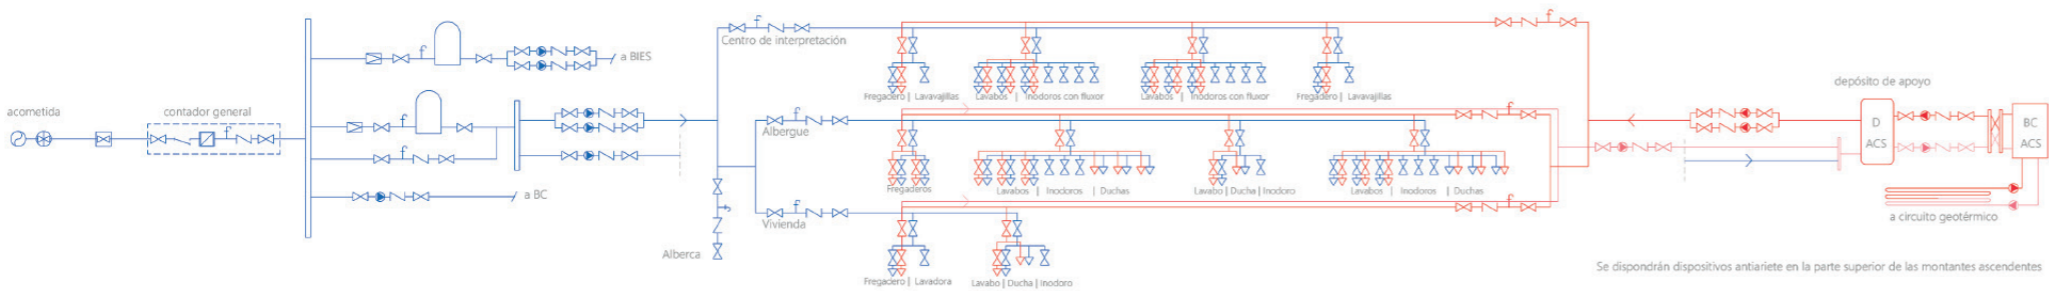 acometida
contador general
a BIES
a BC
Alberca
Centro de interpretación
Fregadero | Lavavajillas
Lavabos | Inodoros con fluxor
Lavabos | Inodoros con fluxor
Fregadero | Lavavajillas
Albergue
Fregaderos
Lavabos | Inodoros | Duchas
Lavabo | Ducha | Inodoro
Lavabos | Inodoros | Duchas
Vivienda
Fregadero | Lavadora
Lavabo | Ducha | Inodoro
depósito de apoyo
D
ACS
BC
ACS
a circuito geotérmico
Se dispondrán dispositivos antiariete en la parte superior de las montantes ascendentes